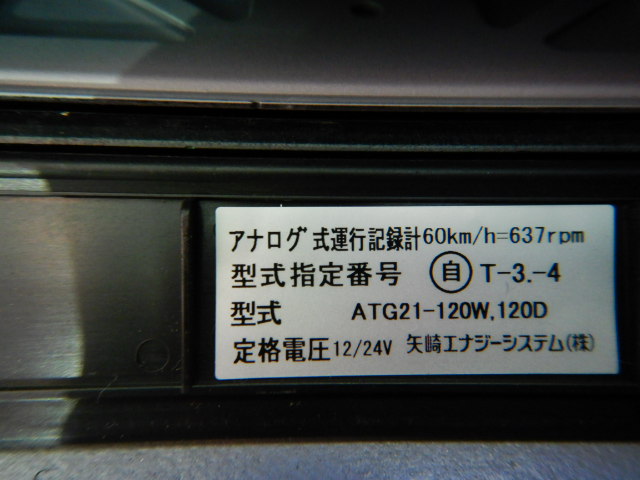 アナログ式運行記録計60km/h=637rpm
型式指定番号 ㊐自 T-3.-4
型式 ATG21-120W,120D
定格電圧12/24V 矢崎エナジーシステム(株)